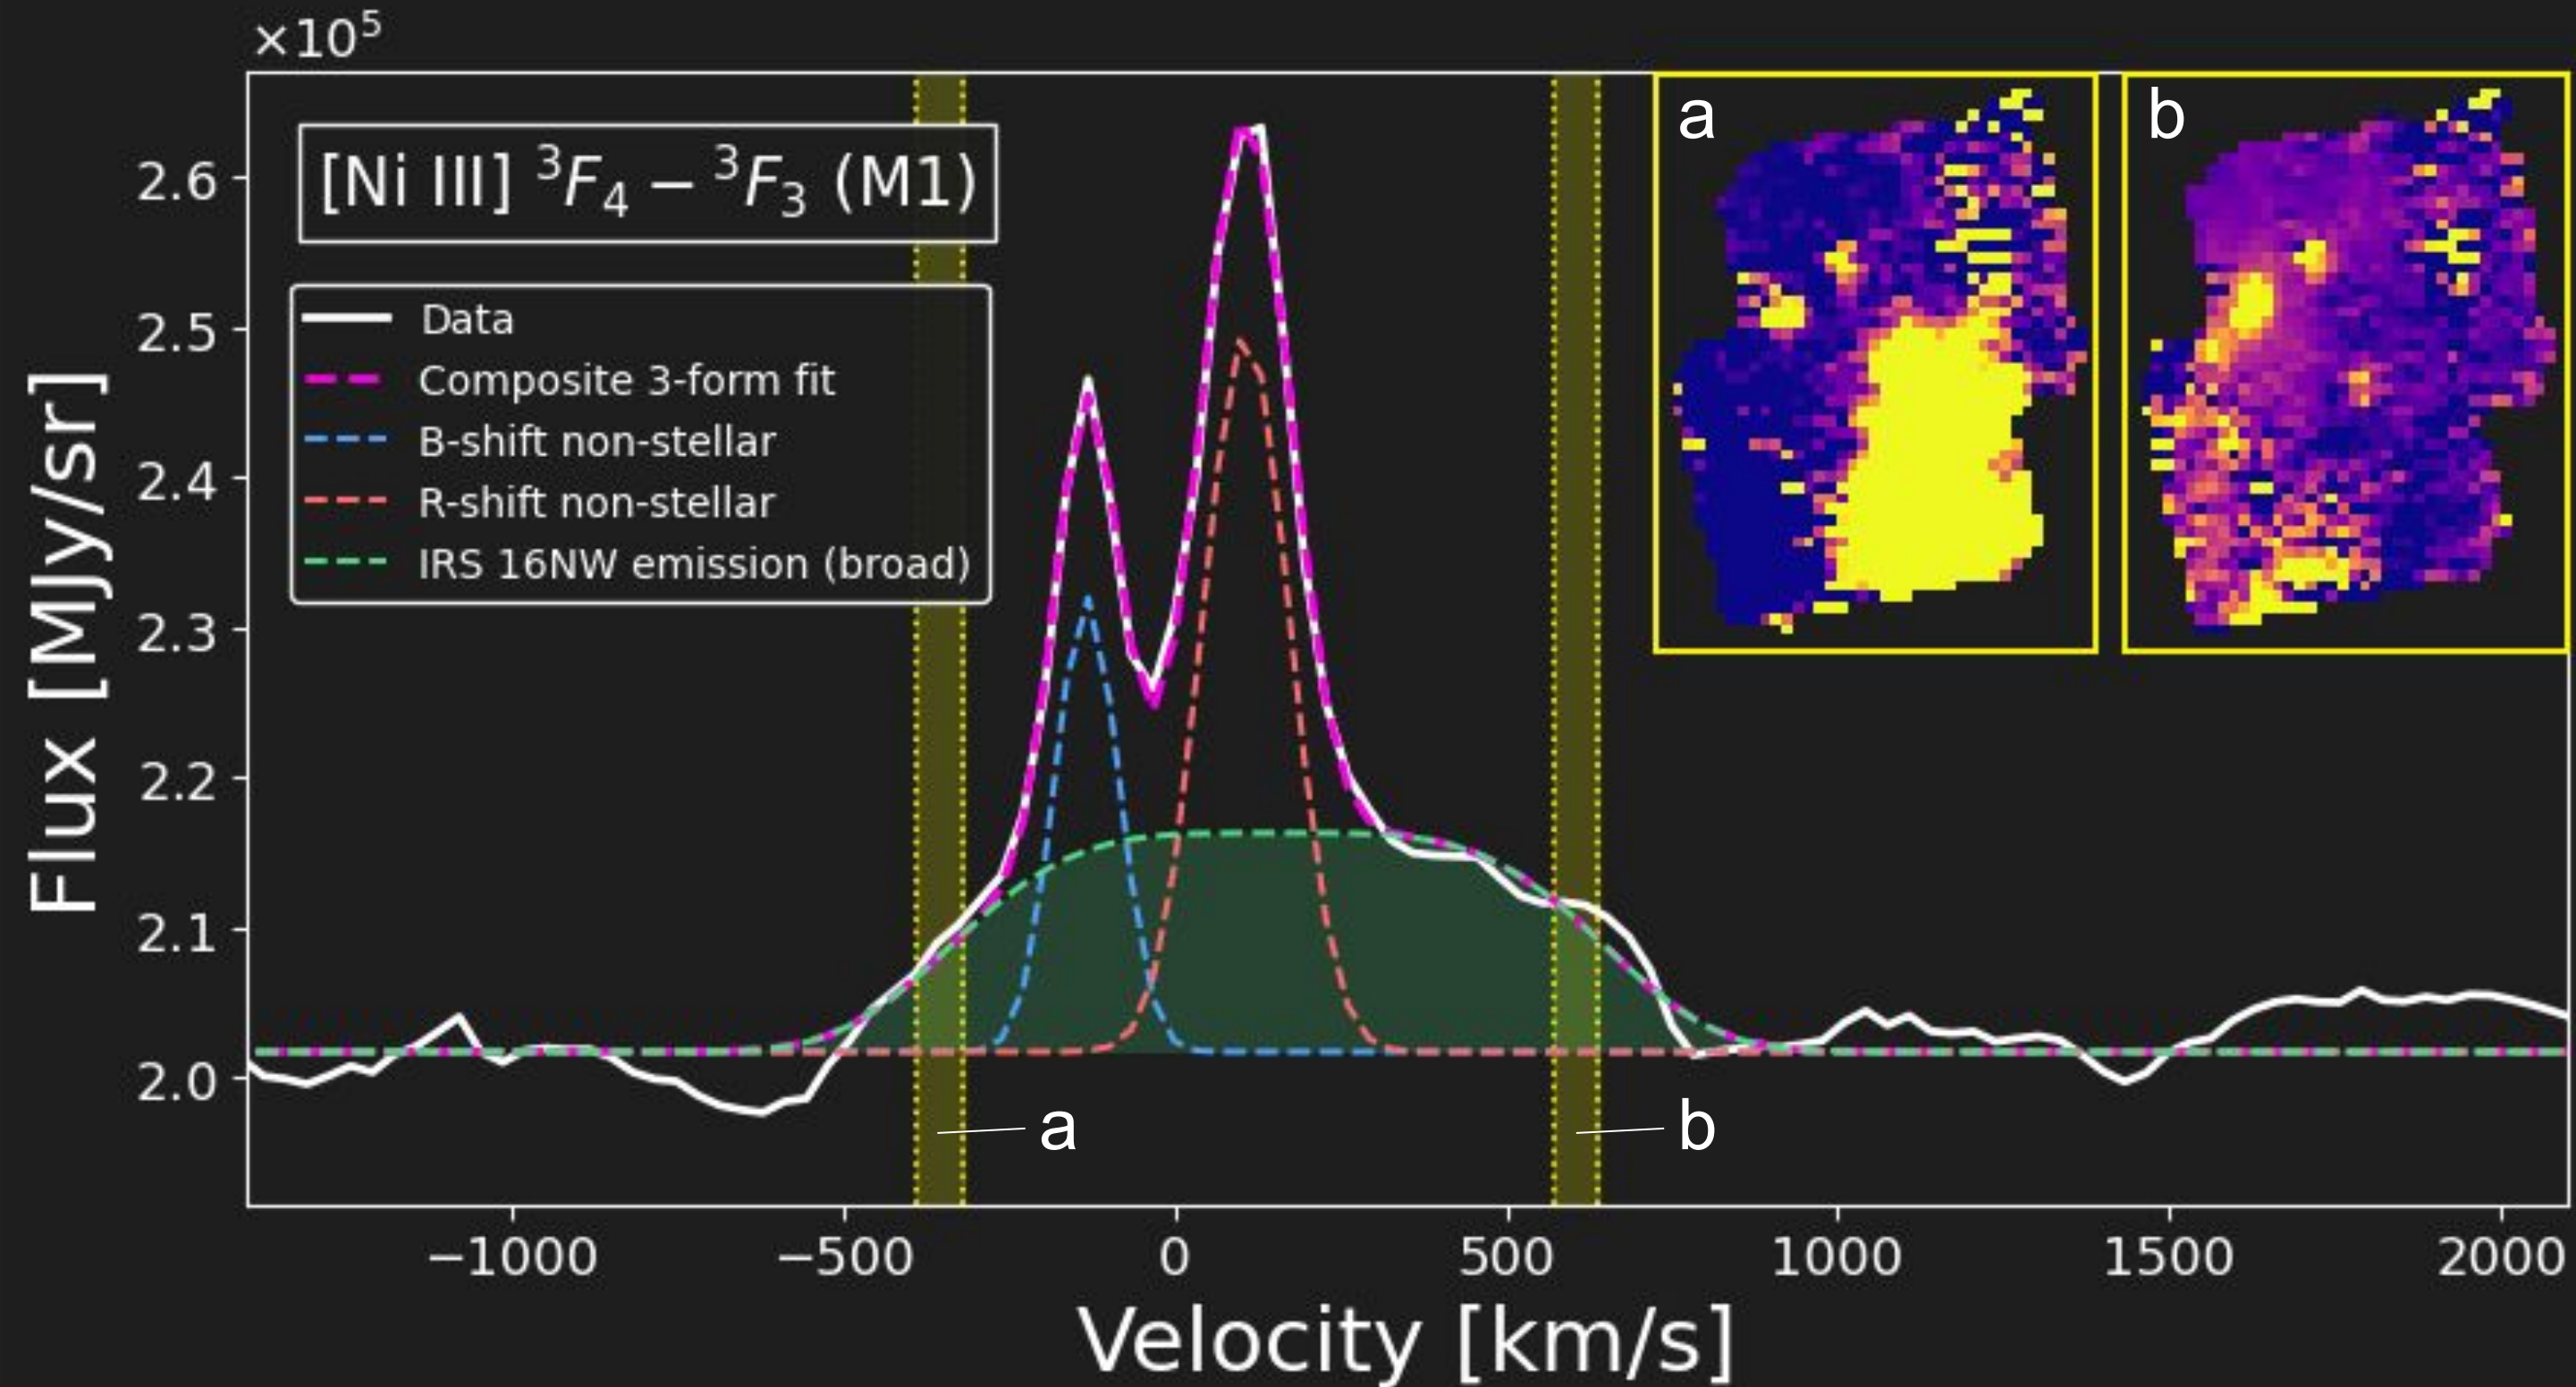 ×10⁵
[Ni III] ³F₄ – ³F₃ (M1)
Data
Composite 3-form fit
B-shift non-stellar
R-shift non-stellar
IRS 16NW emission (broad)
a
b
2.6
2.5
2.4
2.3
2.2
2.1
2.0
Flux [MJy/sr]
a
b
−1000
−500
0
500
1000
1500
2000
Velocity [km/s]